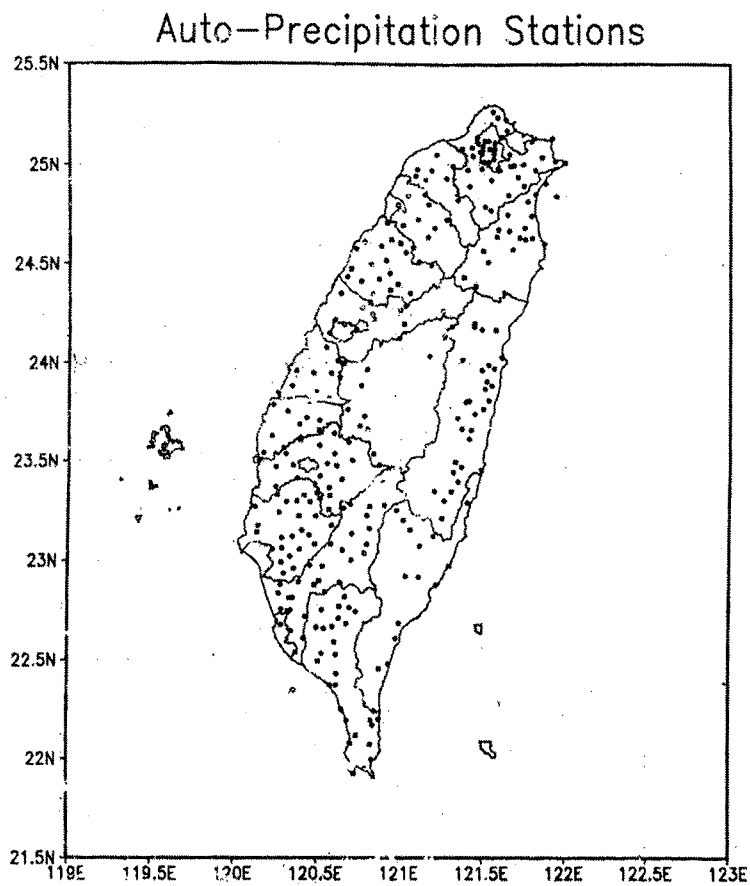 Auto-Precipitation Stations
25.5N
25N
24.5N
24N
23.5N
23N
22.5N
22N
21.5N
119E 119.5E 120E 120.5E 121E 121.5E 122E 122.5E 123E